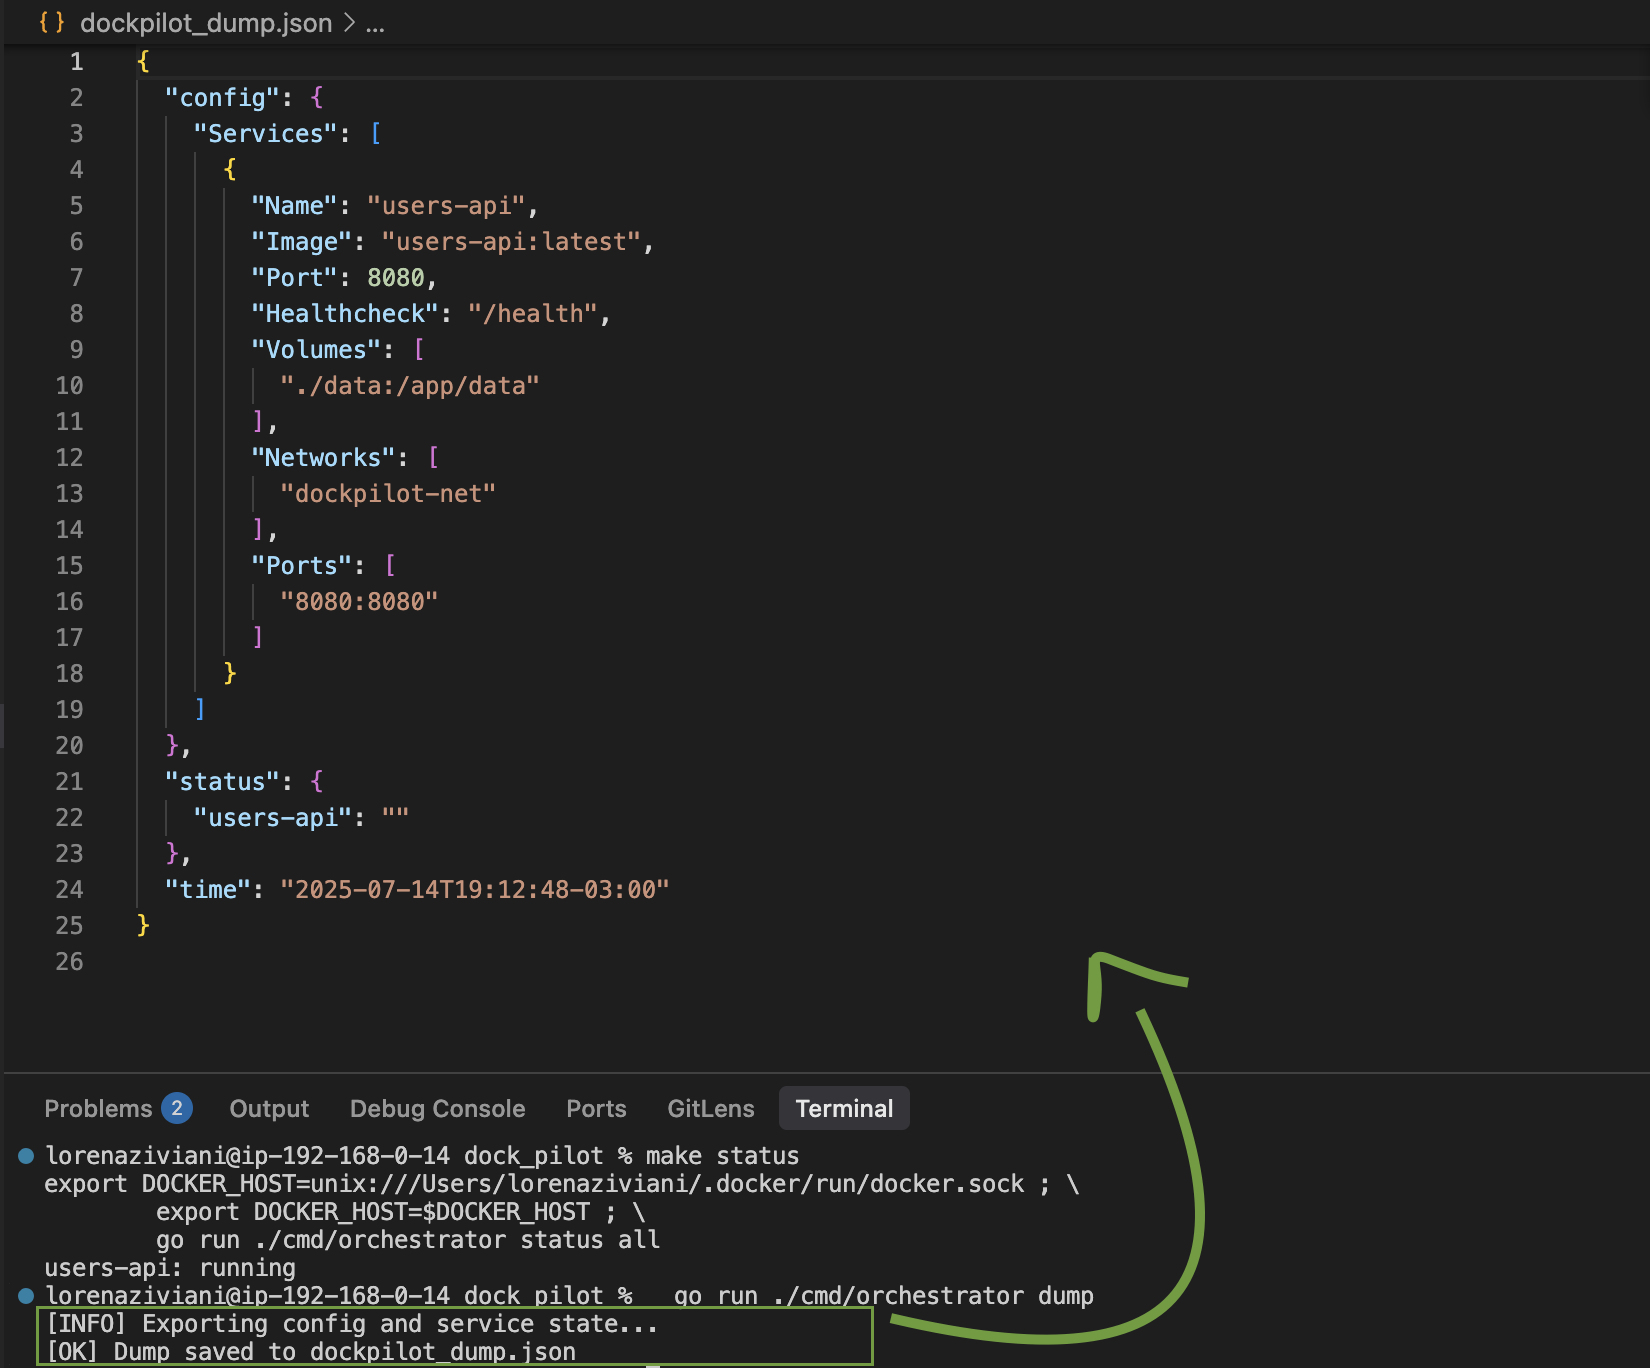 { } dockpilot_dump.json > ...
1 {
2 "config": {
3 "Services": [
4 {
5 "Name": "users-api",
6 "Image": "users-api:latest",
7 "Port": 8080,
8 "Healthcheck": "/health",
9 "Volumes": [
10 "./data:/app/data"
11 ],
12 "Networks": [
13 "dockpilot-net"
14 ],
15 "Ports": [
16 "8080:8080"
17 ]
18 }
19 ]
20 },
21 "status": {
22 "users-api": ""
23 },
24 "time": "2025-07-14T19:12:48-03:00"
25 }
26
Problems 2 Output Debug Console Ports GitLens Terminal
lorenaziviani@ip-192-168-0-14 dock_pilot % make status
export DOCKER_HOST=unix:///Users/lorenaziviani/.docker/run/docker.sock ; \
export DOCKER_HOST=$DOCKER_HOST ; \
go run ./cmd/orchestrator status all
users-api: running
lorenaziviani@ip-192-168-0-14 dock_pilot % go run ./cmd/orchestrator dump
[INFO] Exporting config and service state...
[OK] Dump saved to dockpilot_dump.json